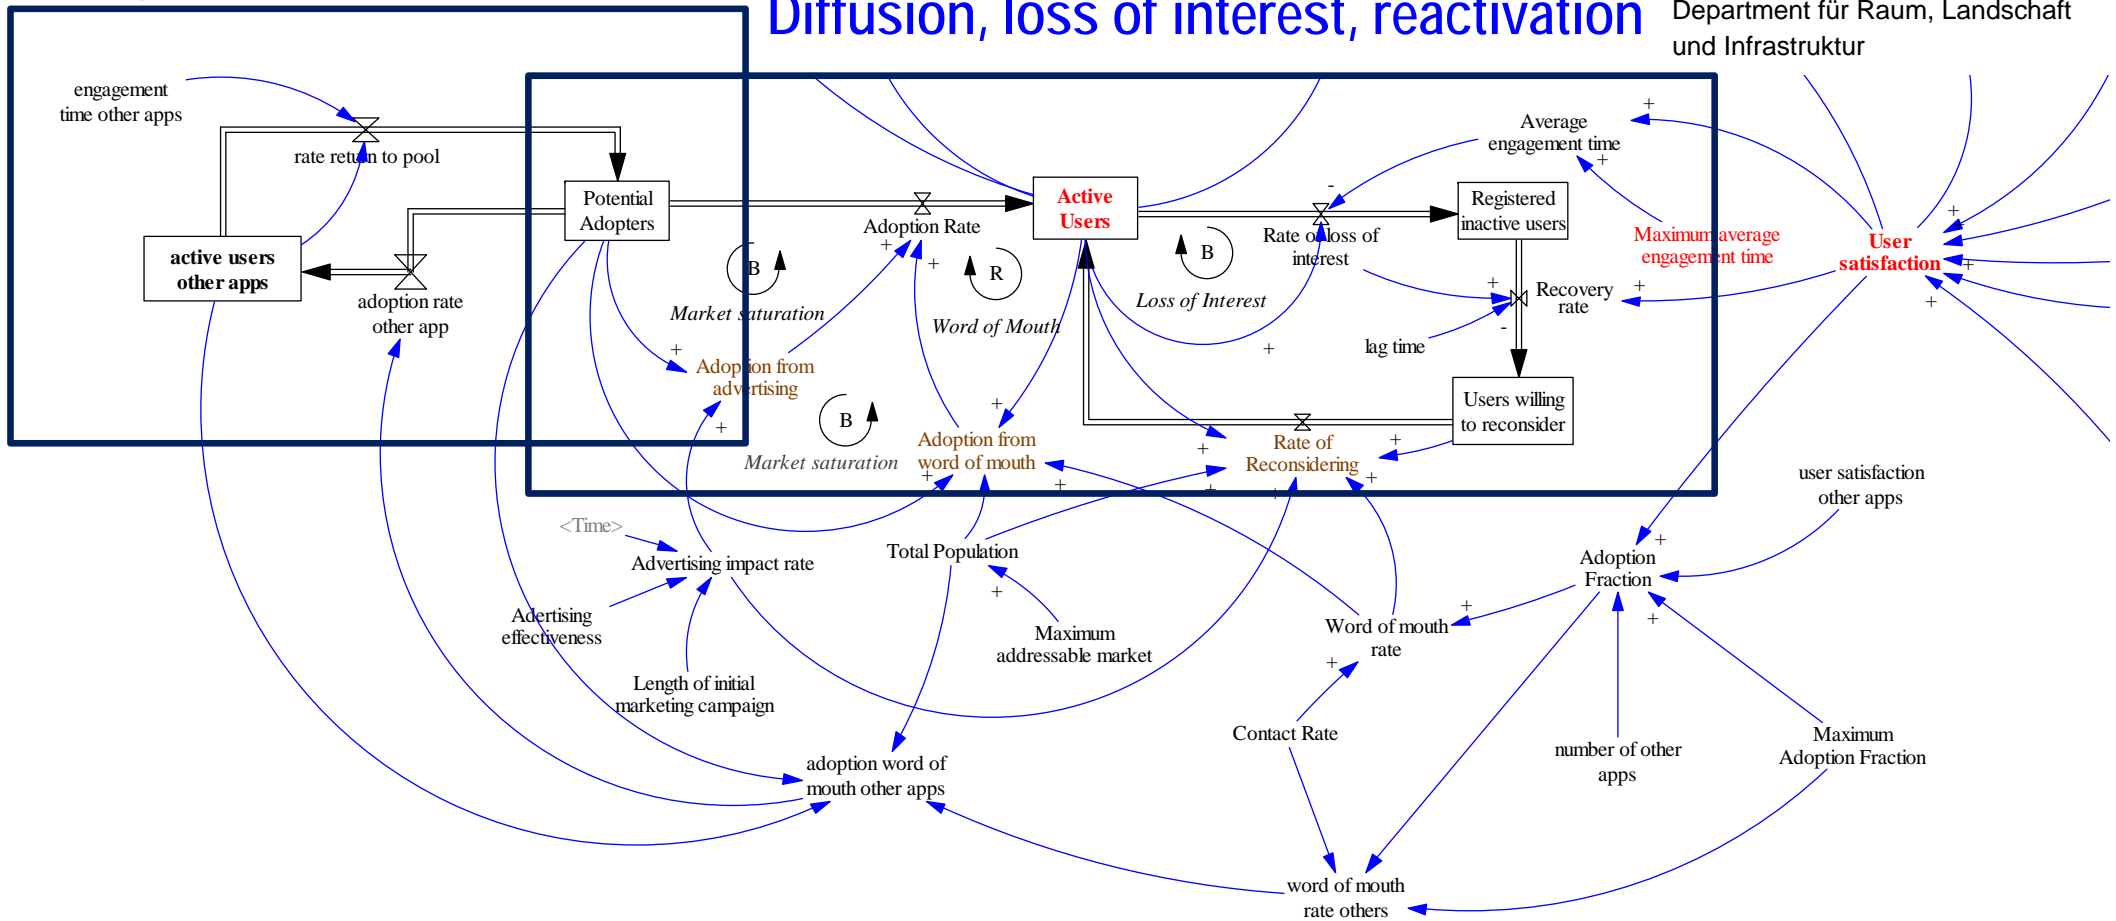 Diffusion, loss of interest, reactivation
Department für Raum, Landschaft
und Infrastruktur
engagement
time other apps
rate return to pool
Potential
Adopters
active users
other apps
adoption rate
other app
Adoption Rate
Active
Users
B
Market saturation
R
Word of Mouth
B
Loss of Interest
Rate of loss of
interest
-
Average
engagement time
+
+
Registered
inactive users
Maximum average
engagement time
User
satisfaction
+
+
+
Recovery
rate
+
+
-
lag time
+
+
+
Adoption from
advertising
+
+
B
Market saturation
+
Adoption from
word of mouth
+
+
Rate of
Reconsidering
+
+
+
+
+
Users willing
to reconsider
user satisfaction
other apps
<Time>
Advertising impact rate
Total Population
+
Adertising
effectiveness
Maximum
addressable market
Length of initial
marketing campaign
Adoption
Fraction
+
+
Word of mouth
rate
+
+
Contact Rate
number of other
apps
Maximum
Adoption Fraction
adoption word of
mouth other apps
word of mouth
rate others